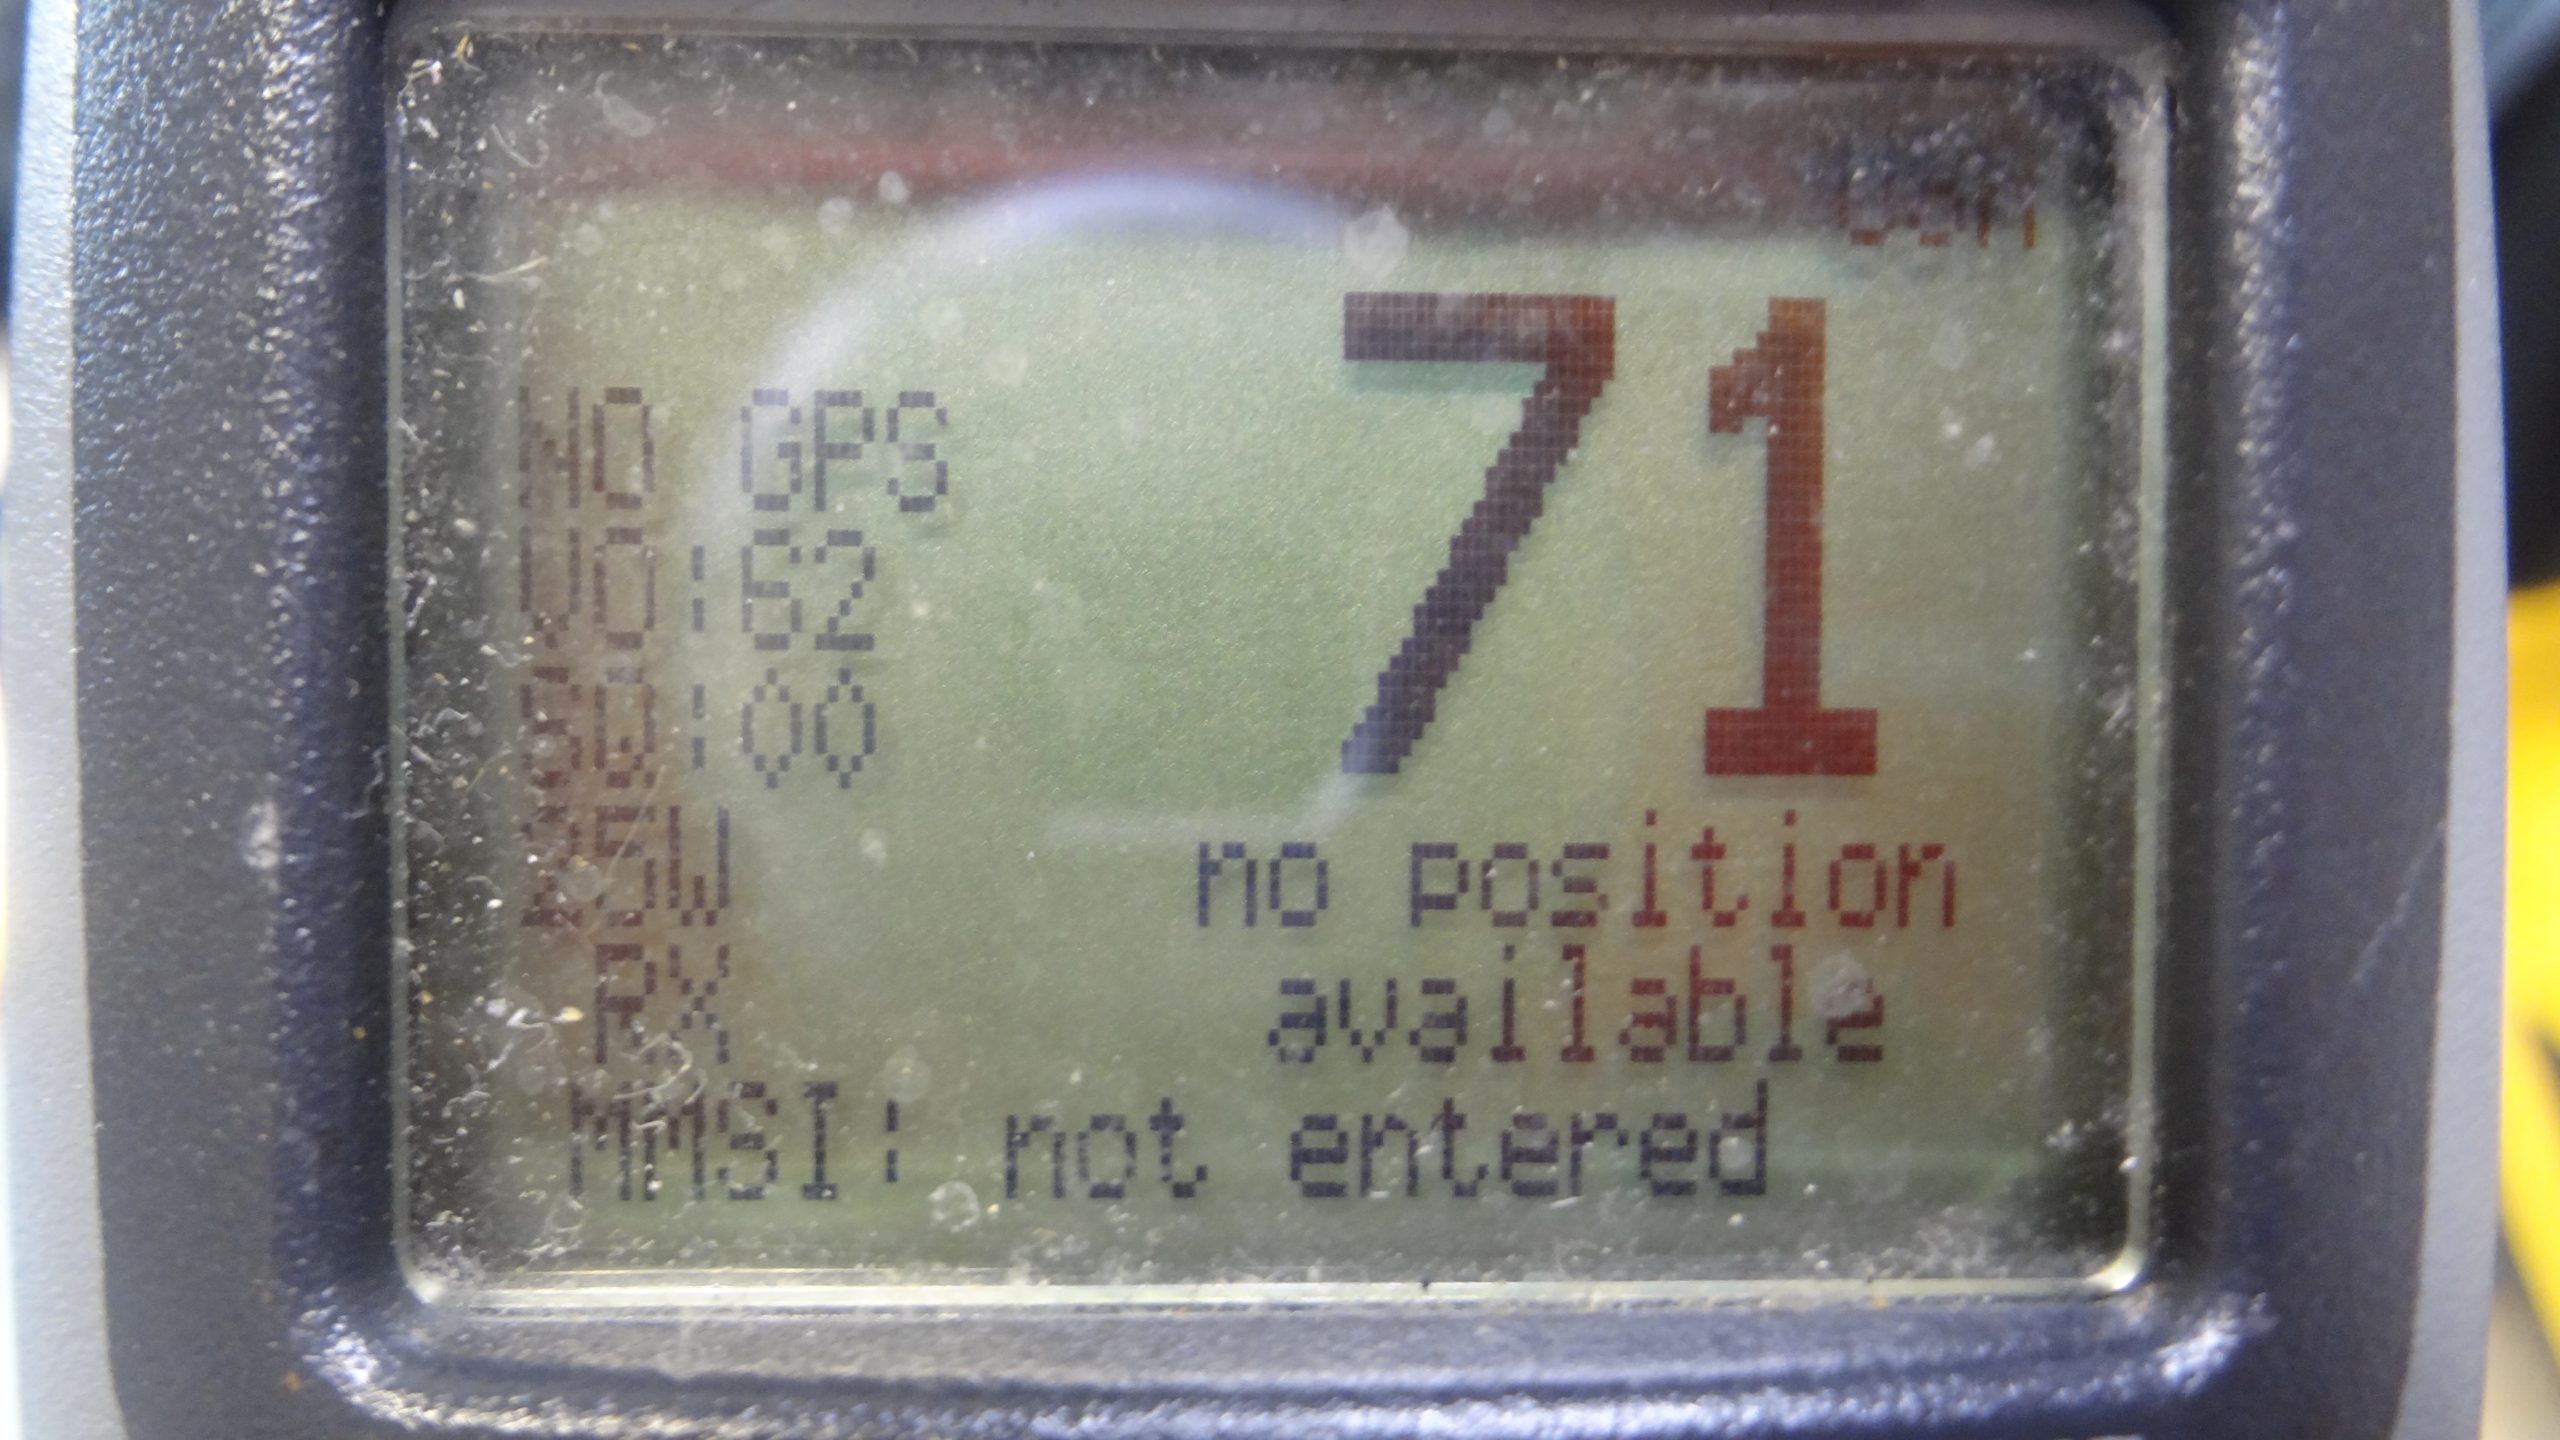 71
NO GPS
VO:62
SQ:00
25W
no position
RX
available
MMSI: not entered